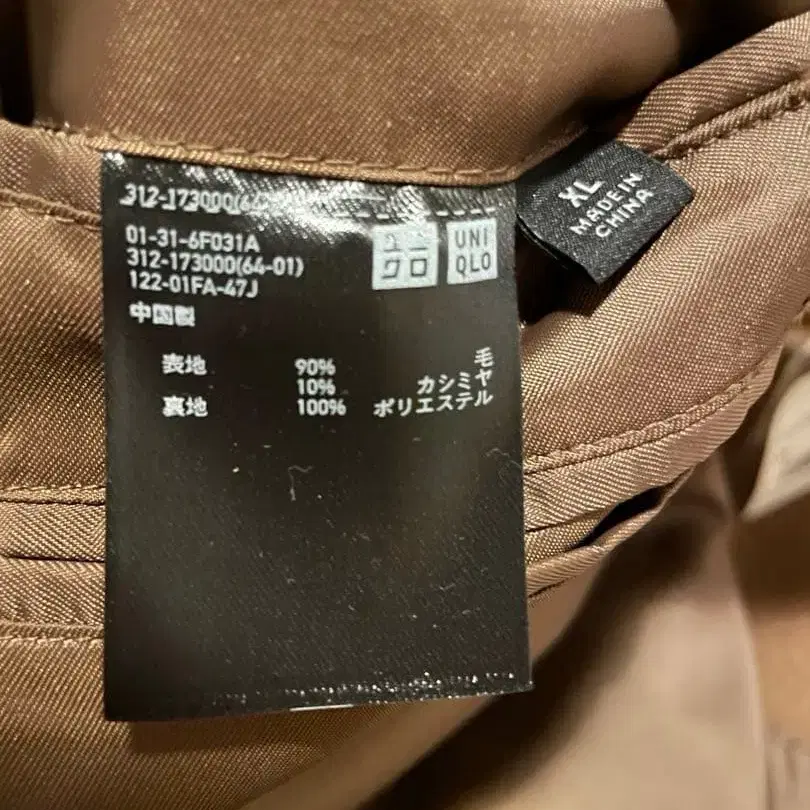 312-173000(64
01-31-6F031A
312-173000(64-01)
122-01FA-47J
中国製
ユニ
クロ
UNI
QLO
XL
MADE IN
CHINA
表地 90% 毛
10% カシミヤ
裏地 100% ポリエステル